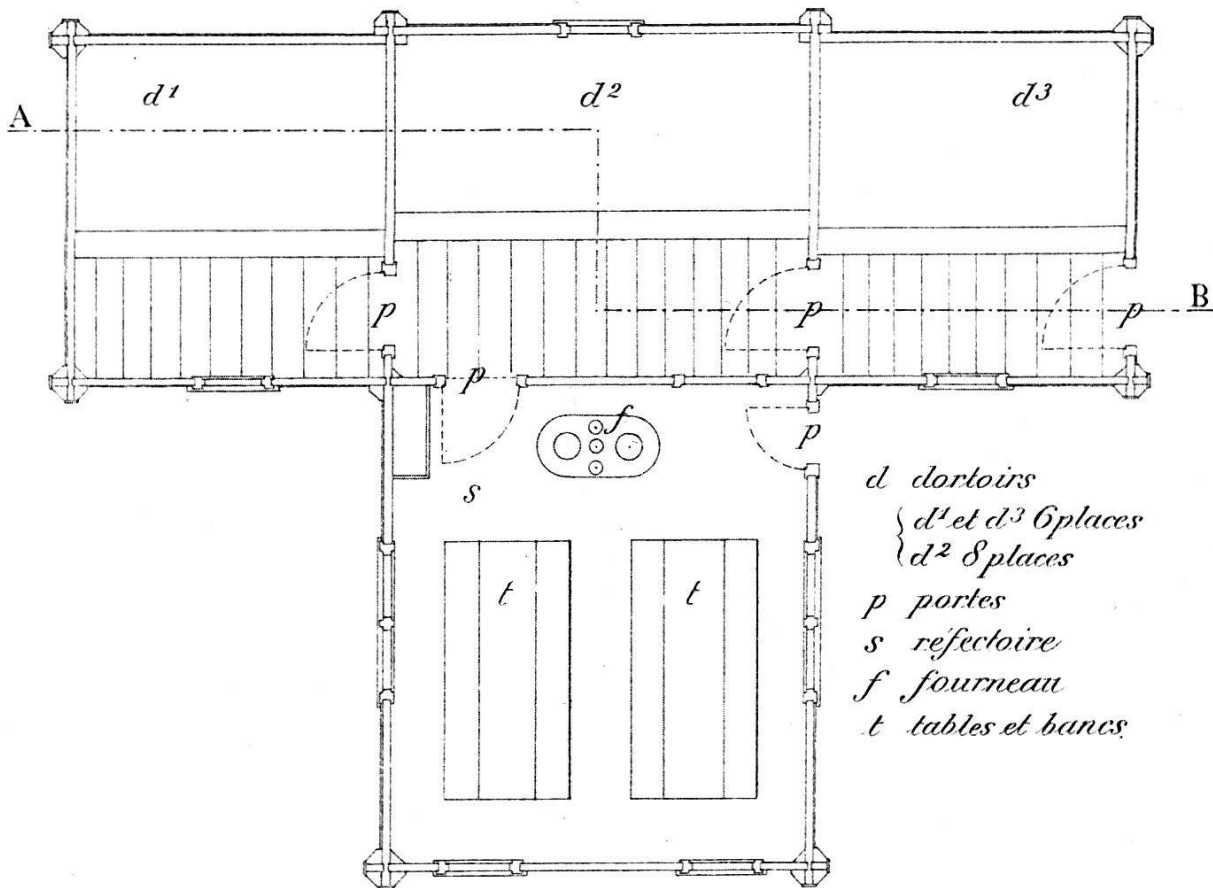 d¹ d² d³
A
B
p p p
p
f
p
s
t t
d dortoirs
d¹ et d³ 6 places
d² 8 places
p portes
s réfectoire
f fourneau
t tables et bancs.